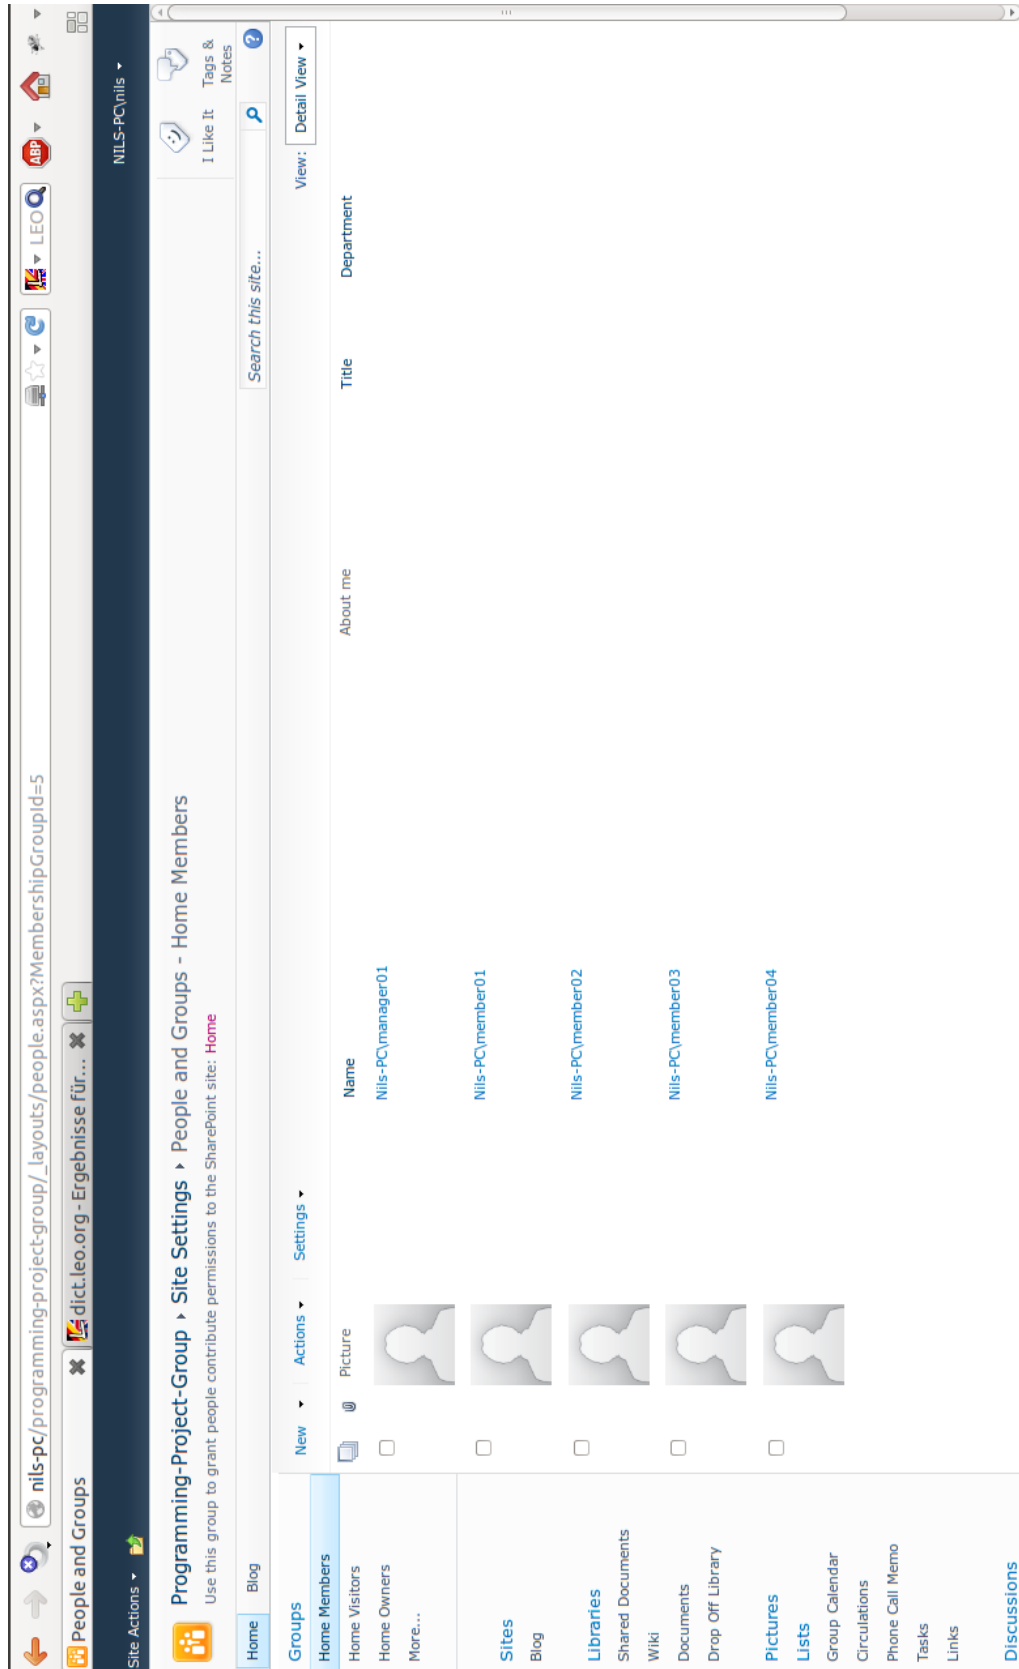 nils-pc/programming-project-group/_layouts/people.aspx?MembershipGroupId=5
LEO
ABP
People and Groups
dict.leo.org - Ergebnisse für...
Site Actions
NILS-PC\nils
Programming-Project-Group ▸ Site Settings ▸ People and Groups - Home Members
Use this group to grant people contribute permissions to the SharePoint site: Home
I Like It
Tags & Notes
Home
Blog
Search this site...
Groups
Home Members
Home Visitors
Home Owners
More...
Sites
Blog
Libraries
Shared Documents
Wiki
Documents
Drop Off Library
Pictures
Lists
Group Calendar
Circulations
Phone Call Memo
Tasks
Links
Discussions
New
Actions
Settings
View: Detail View
Picture
Name
About me
Title
Department
Nils-PC\manager01
Nils-PC\member01
Nils-PC\member02
Nils-PC\member03
Nils-PC\member04